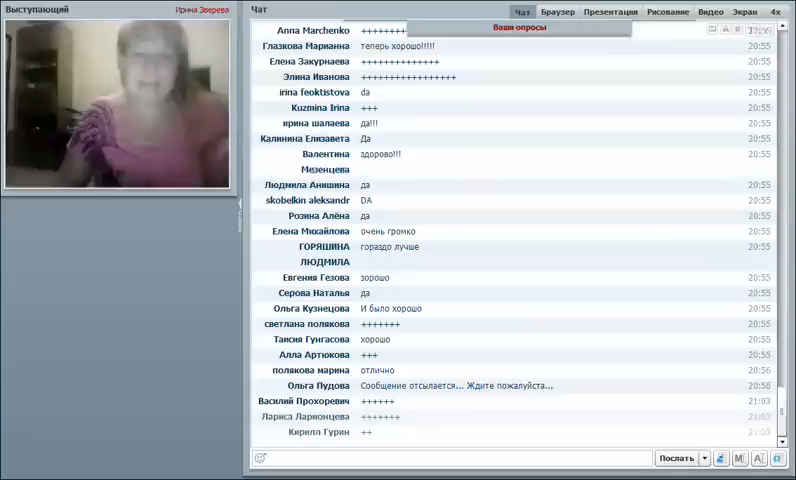 Выступающий Ирина Зверева
Чат
Чат Браузер Презентация Рисование Видео Экран 4x
Ваши опросы
Anna Marchenko ++++++++
Глазкова Марианна теперь хорошо!!!!! 20:55
Елена Закурнаева ++++++++++++++ 20:55
Элина Иванова +++++++++++++++++ 20:55
irina feoktistova da 20:55
Kuzmina Irina +++ 20:55
ирина шалаева да!!! 20:55
Калинина Елизавета Да 20:55
Валентина здорово!!! 20:55
Мезенцева
Людмила Анишина да 20:55
skobelkin aleksandr DA 20:55
Розина Алёна да 20:55
Елена Михайлова очень громко 20:55
ГОРЯШИНА гораздо лучше 20:55
ЛЮДМИЛА
Евгения Гезова зорошо 20:55
Серова Наталья да 20:55
Ольга Кузнецова И было хорошо 20:55
светлана полякова +++++++ 20:55
Таисия Гунгасова хорошо 20:55
Алла Артюкова +++ 20:55
полякова марина отлично 20:56
Ольга Пудова Сообщение отсылается... Ждите пожалуйста... 20:56
Василий Прохоревич ++++++ 21:03
Лариса Ларионцева +++++++ 21:03
Кирилл Гурин ++ 21:03
Послать